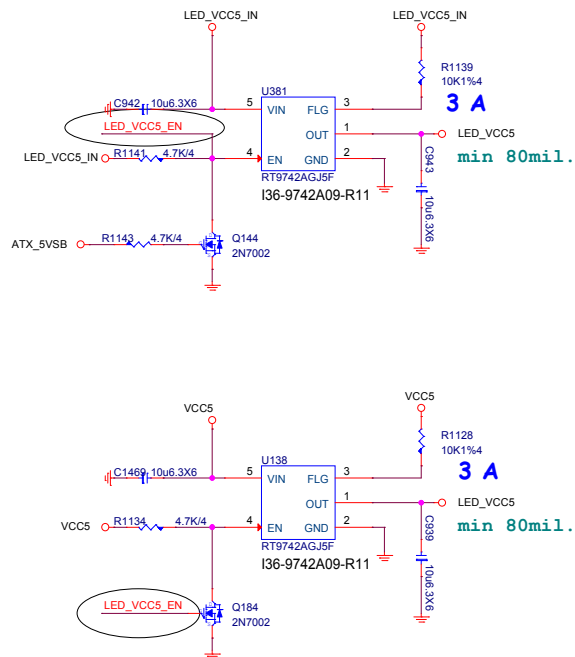 LED_VCC5_IN
LED_VCC5_IN
R1139
10K1%4
3 A
C942 10u6.3X6
U381
5 VIN FLG 3
LED_VCC5_EN
OUT 1
LED_VCC5
C943
min 80mil.
LED_VCC5_IN R1141 4.7K/4 4 EN GND 2
RT9742AGJ5F
I36-9742A09-R11
10u6.3X6
ATX_5VSB R1143 4.7K/4
Q144
2N7002
VCC5
VCC5
R1128
10K1%4
3 A
C1469 10u6.3X6
U138
5 VIN FLG 3
OUT 1
LED_VCC5
C939
min 80mil.
VCC5 R1134 4.7K/4 4 EN GND 2
RT9742AGJ5F
I36-9742A09-R11
10u6.3X6
LED_VCC5_EN
Q184
2N7002